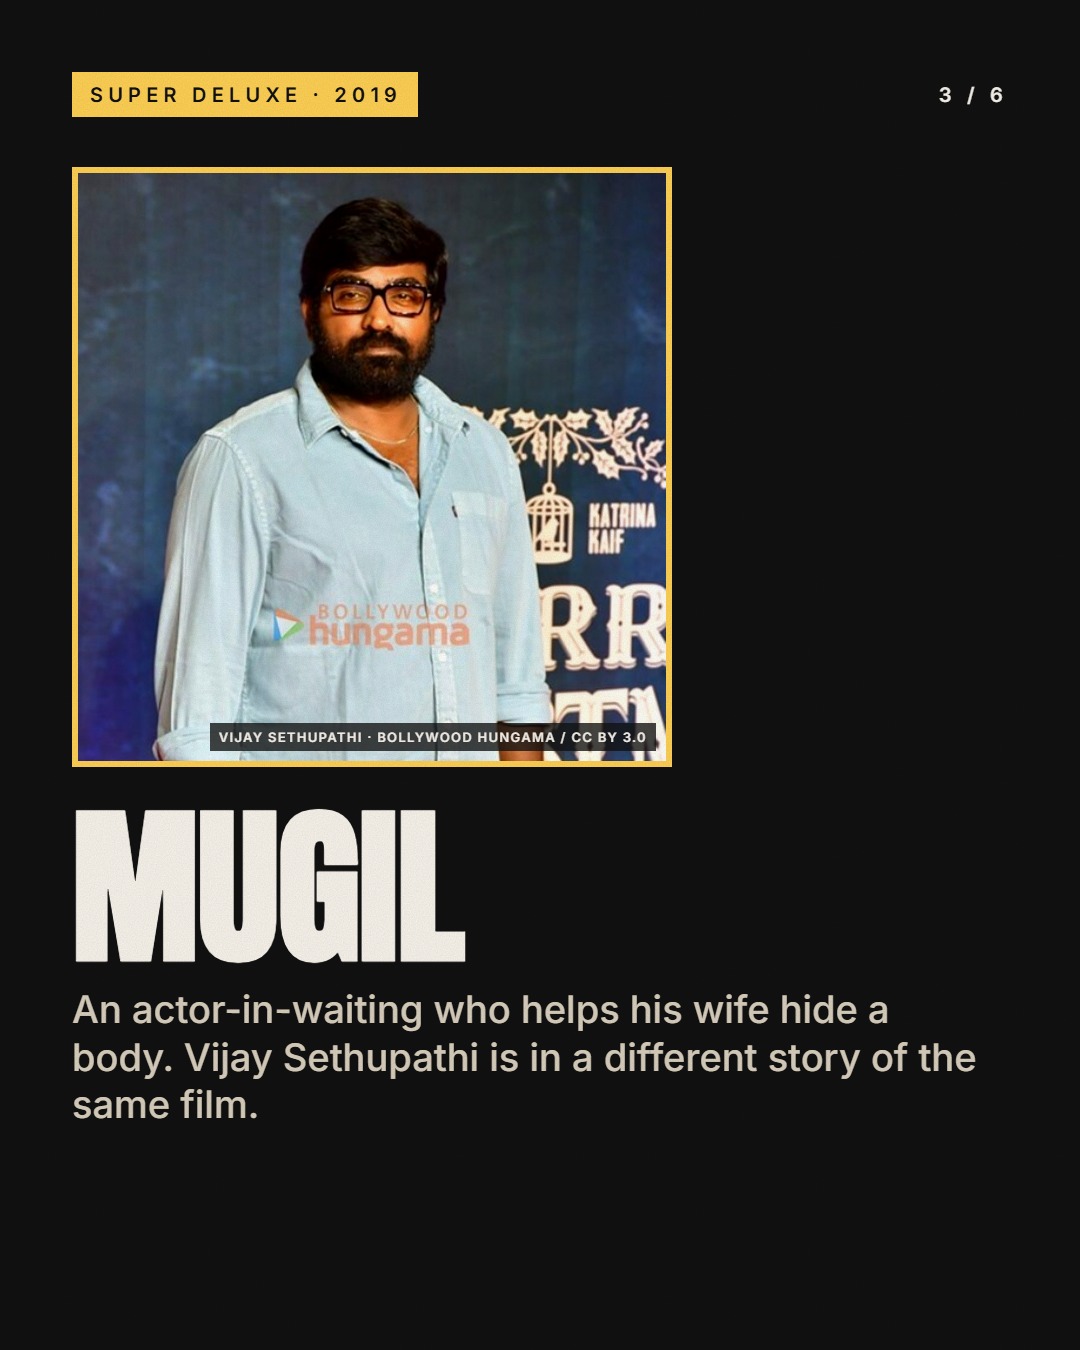 SUPER DELUXE · 2019
3 / 6
KATRINA
KAIF
RR
BOLLYWOOD
hungama
VIJAY SETHUPATHI · BOLLYWOOD HUNGAMA / CC BY 3.0
MUGIL
An actor-in-waiting who helps his wife hide a
body. Vijay Sethupathi is in a different story of the
same film.